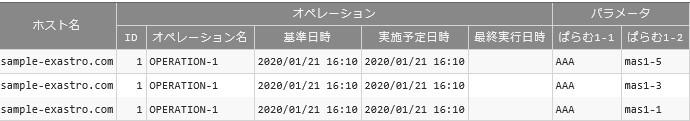 ホスト名 オペレーション パラメータ
ID オペレーション名 基準日時 実施予定日時 最終実行日時 ぱらむ1-1 ぱらむ1-2
sample-exastro.com 1 OPERATION-1 2020/01/21 16:10 2020/01/21 16:10 AAA mas1-5
sample-exastro.com 1 OPERATION-1 2020/01/21 16:10 2020/01/21 16:10 AAA mas1-3
sample-exastro.com 1 OPERATION-1 2020/01/21 16:10 2020/01/21 16:10 AAA mas1-1